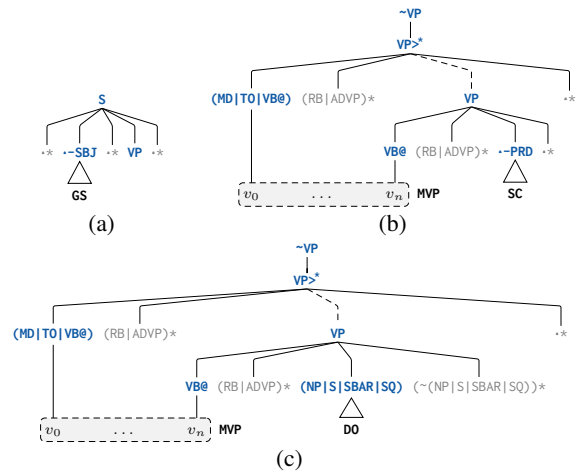 ~VP
VP>*
S
(MD|TO|VB@) (RB|ADVP)* VP .*
.* .-SBJ .* VP .*
VB@ (RB|ADVP)* .-PRD .*
GS
v0 ... vn MVP SC
(a) (b)
~VP
VP>*
(MD|TO|VB@) (RB|ADVP)* VP .*
VB@ (RB|ADVP)* (NP|S|SBAR|SQ) (~(NP|S|SBAR|SQ))*
v0 ... vn MVP DO
(c)